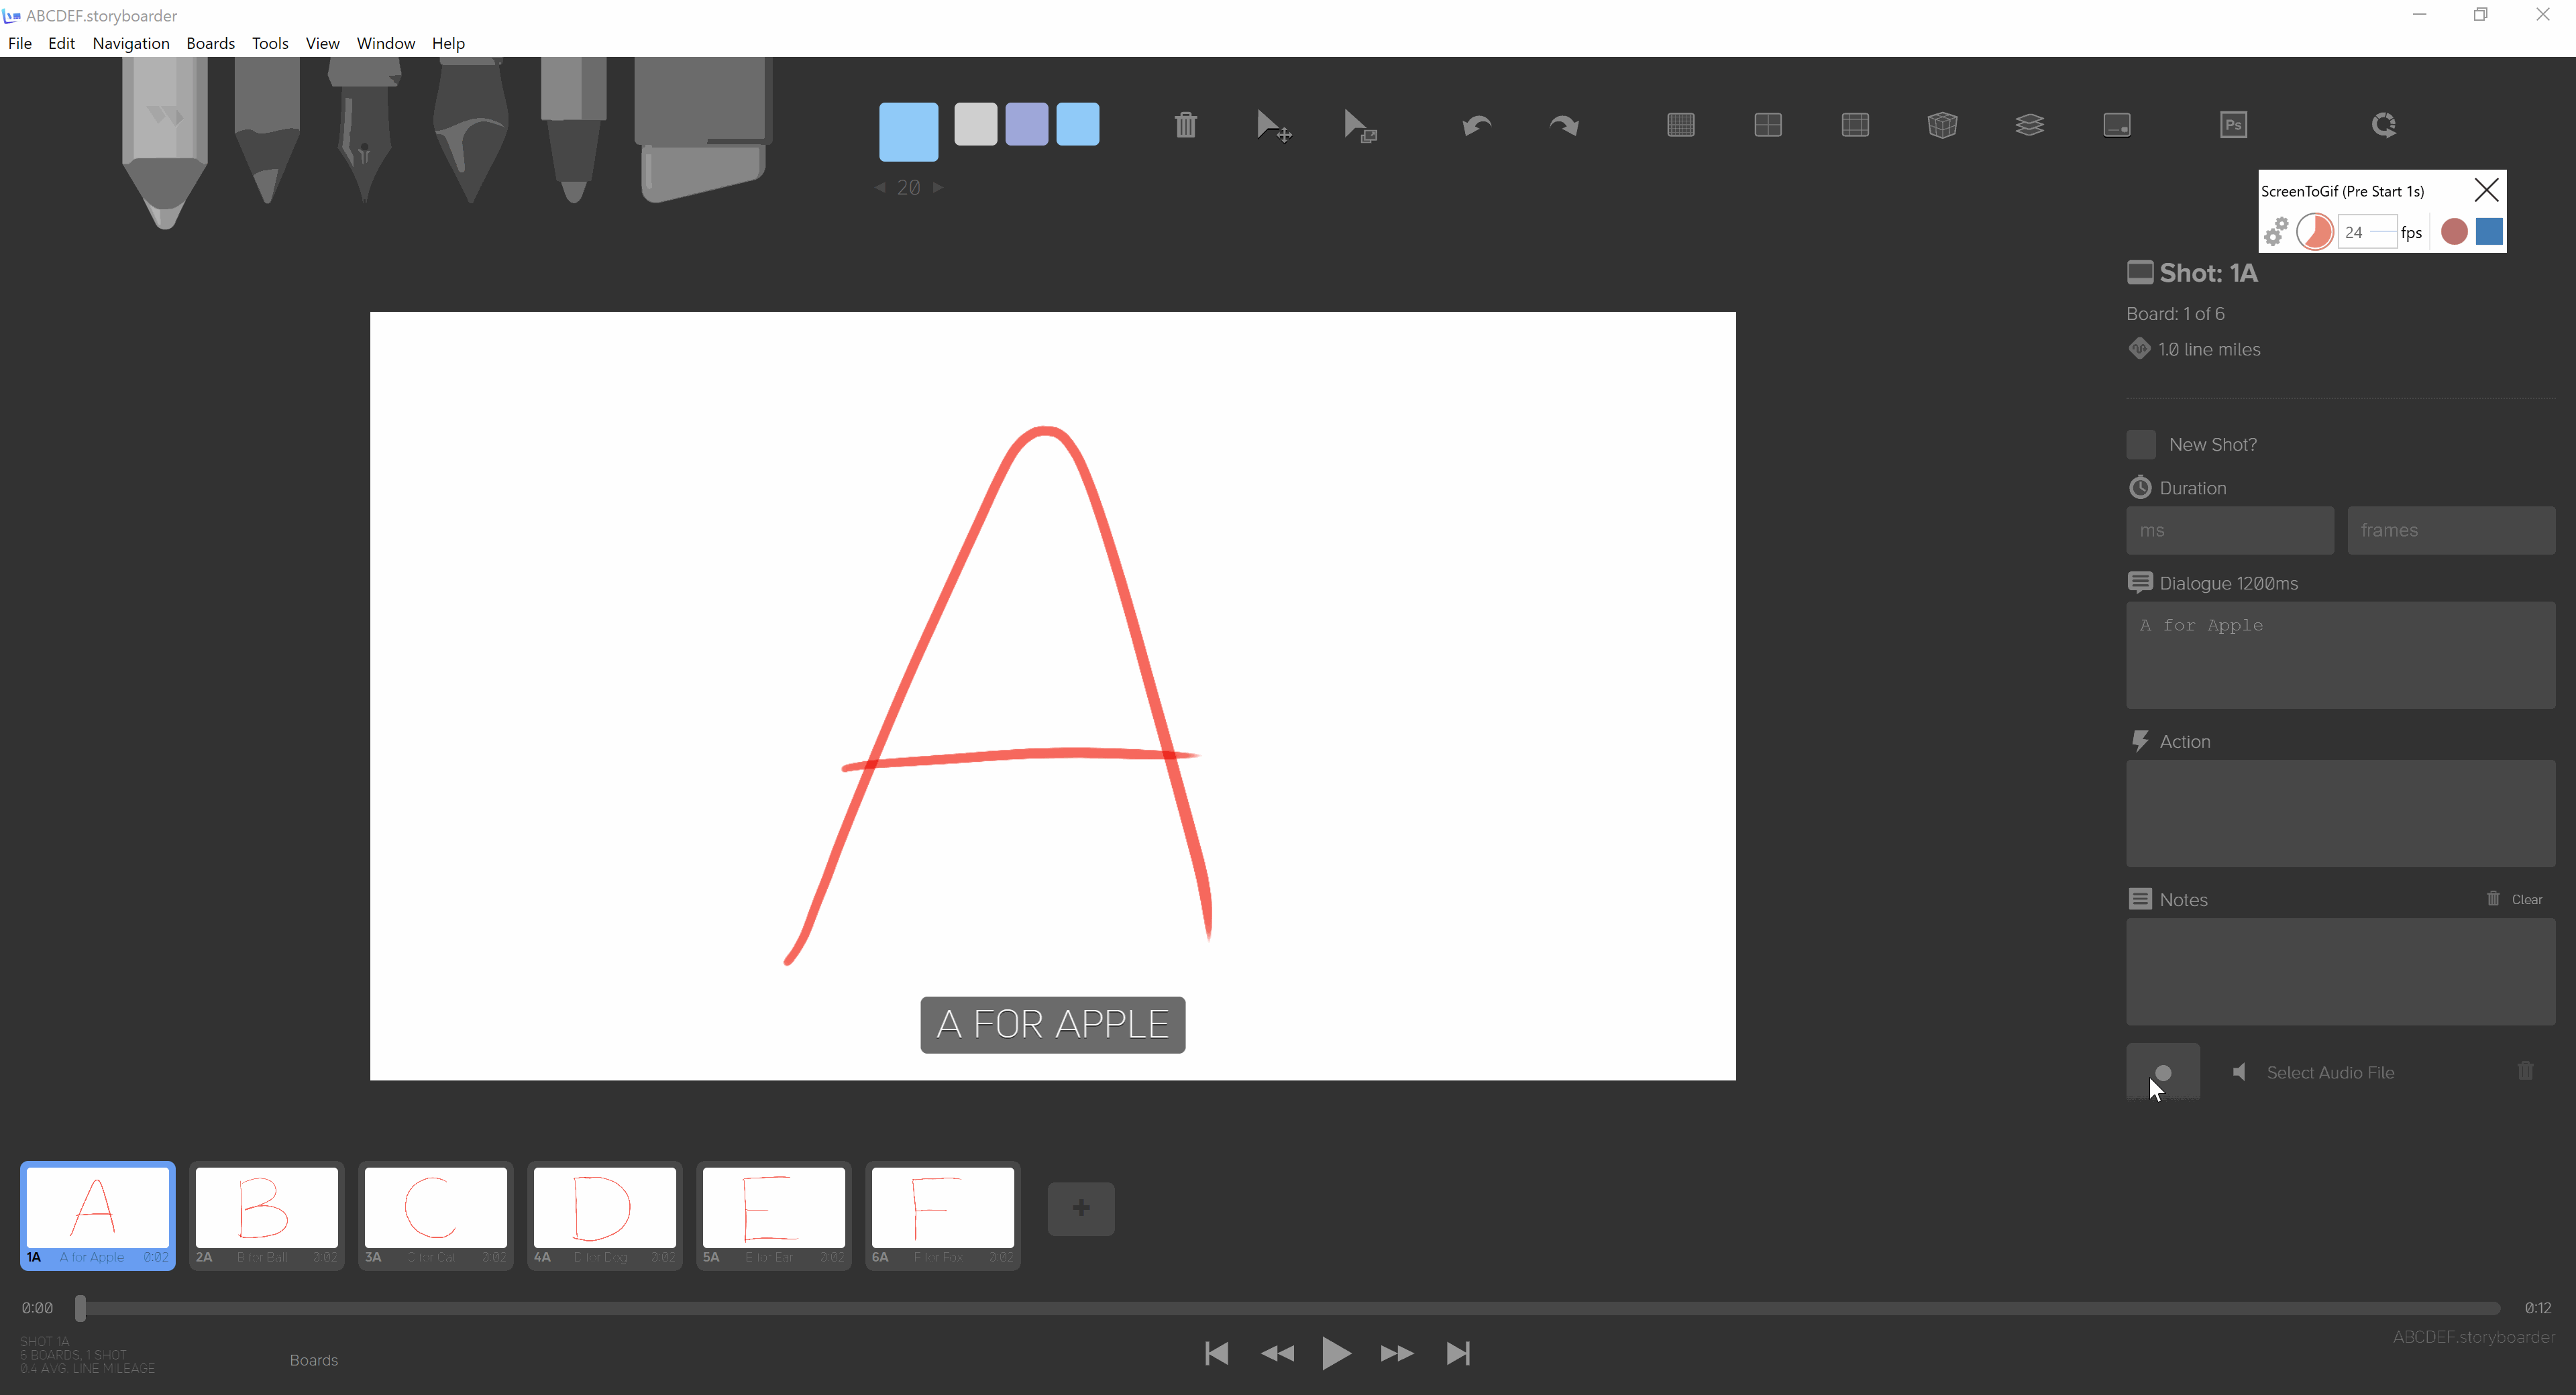 ABCDEF.storyboarder
File Edit Navigation Boards Tools View Window Help
Ps
20
ScreenToGif (Pre Start 1s)
24 fps
Shot: 1A
Board: 1 of 6
1.0 line miles
New Shot?
Duration
ms frames
Dialogue 1200ms
A for Apple
Action
Notes Clear
Select Audio File
A
A FOR APPLE
A B C D E F
1A A for Apple 0:02 2A B for Ball 0:02 3A C for Cat 0:02 4A D for Dog 0:02 5A E for Ear 0:02 6A F for Fox 0:02
0:00 0:12
SHOT 1A
6 BOARDS, 1 SHOT
0.4 AVG. LINE MILEAGE
Boards
ABCDEF.storyboarder